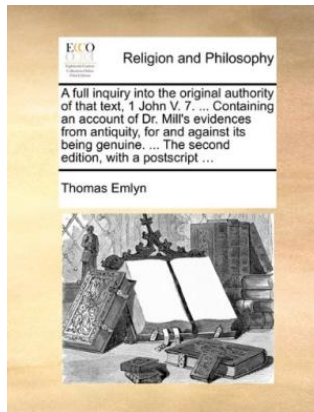 ECCO
Religion and Philosophy
A full inquiry into the original authority
of that text, 1 John V. 7. ... Containing
an account of Dr. Mill's evidences
from antiquity, for and against its
being genuine. ... The second
edition, with a postscript ...
Thomas Emlyn